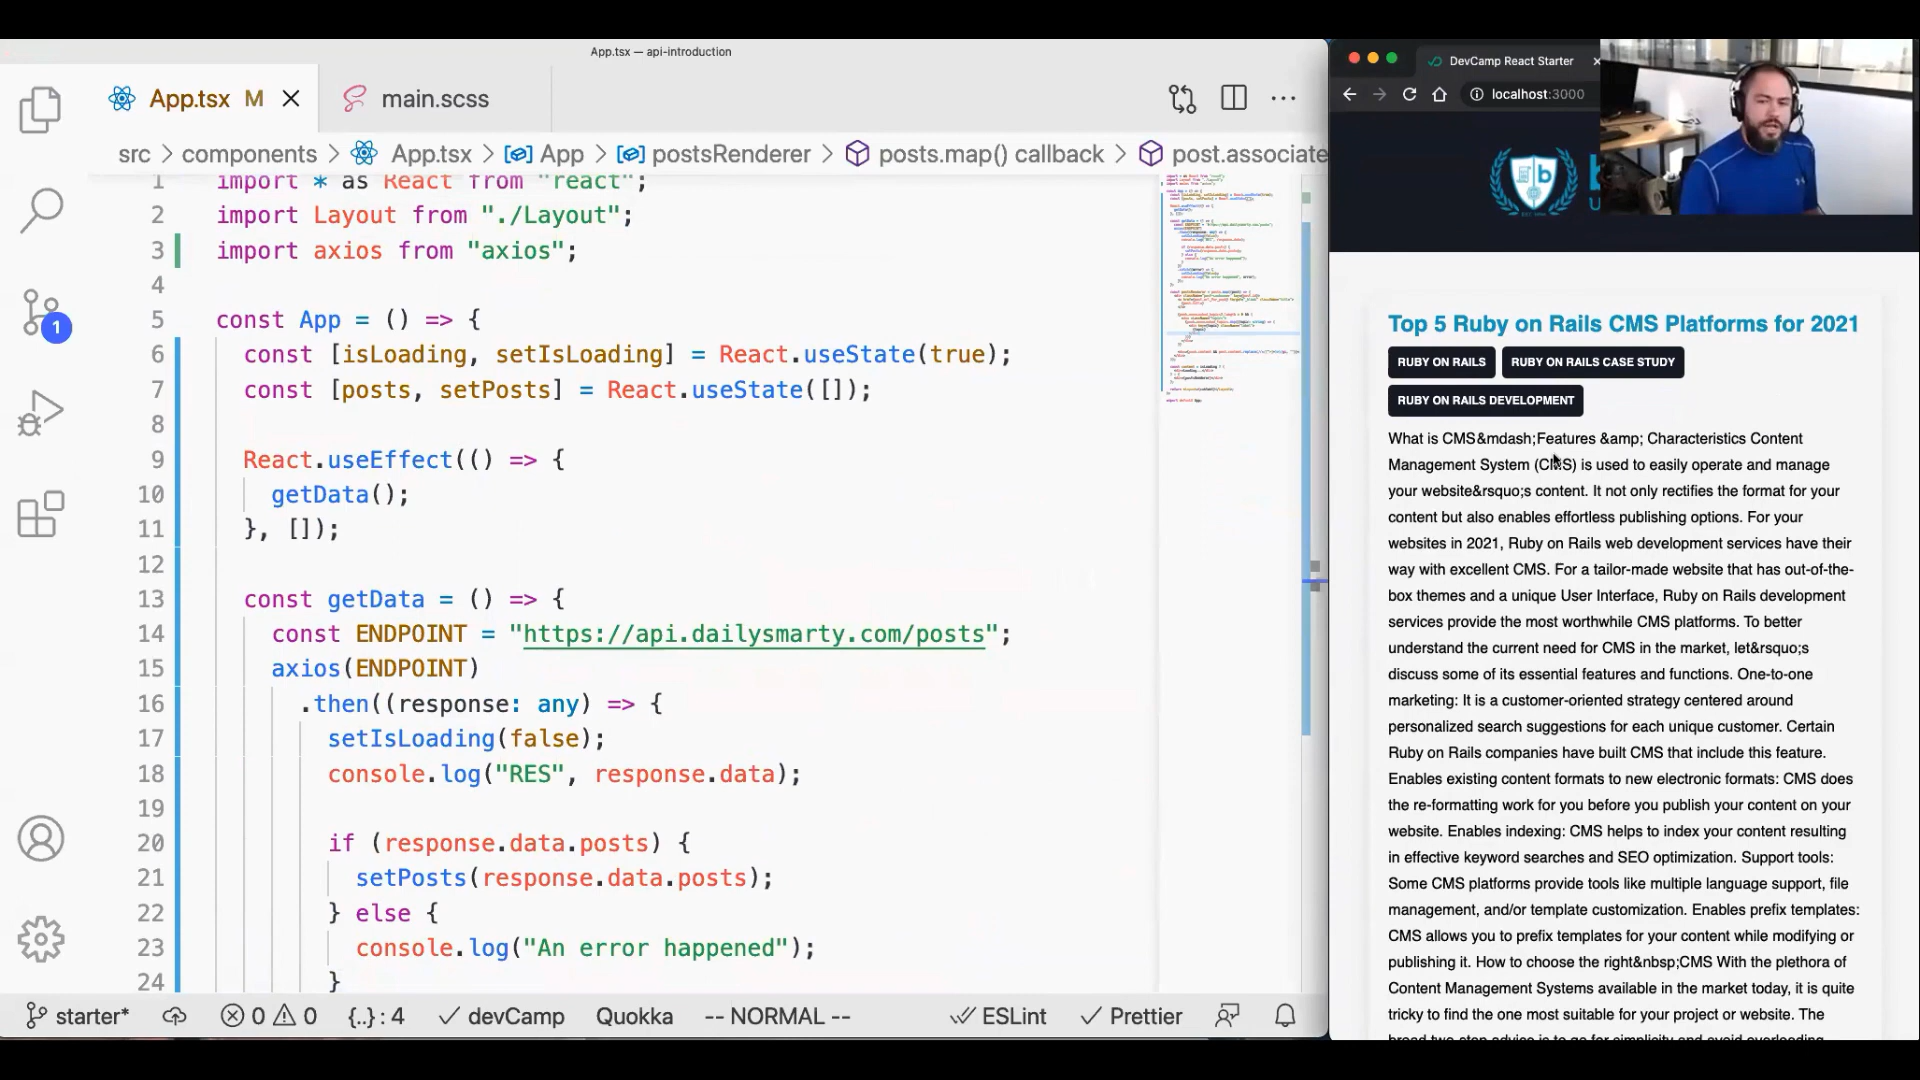 App.tsx — api-introduction
App.tsx M
main.scss
src > components > App.tsx > App > postsRenderer > posts.map() callback > post.associate
1 import * as React from "react";
2 import Layout from "./Layout";
3 import axios from "axios";
4
5 const App = () => {
6 const [isLoading, setIsLoading] = React.useState(true);
7 const [posts, setPosts] = React.useState([]);
8
9 React.useEffect(() => {
10 getData();
11 }, []);
12
13 const getData = () => {
14 const ENDPOINT = "https://api.dailysmarty.com/posts";
15 axios(ENDPOINT)
16 .then((response: any) => {
17 setIsLoading(false);
18 console.log("RES", response.data);
19
20 if (response.data.posts) {
21 setPosts(response.data.posts);
22 } else {
23 console.log("An error happened");
24 }
1
starter* 0 0 {..} : 4 devCamp Quokka -- NORMAL -- ESLint Prettier
DevCamp React Starter
localhost:3000
b
Top 5 Ruby on Rails CMS Platforms for 2021
RUBY ON RAILS RUBY ON RAILS CASE STUDY
RUBY ON RAILS DEVELOPMENT
What is CMS&mdash;Features &amp; Characteristics Content
Management System (CMS) is used to easily operate and manage
your website&rsquo;s content. It not only rectifies the format for your
content but also enables effortless publishing options. For your
websites in 2021, Ruby on Rails web development services have their
way with excellent CMS. For a tailor-made website that has out-of-the-
box themes and a unique User Interface, Ruby on Rails development
services provide the most worthwhile CMS platforms. To better
understand the current need for CMS in the market, let&rsquo;s
discuss some of its essential features and functions. One-to-one
marketing: It is a customer-oriented strategy centered around
personalized search suggestions for each unique customer. Certain
Ruby on Rails companies have built CMS that include this feature.
Enables existing content formats to new electronic formats: CMS does
the re-formatting work for you before you publish your content on your
website. Enables indexing: CMS helps to index your content resulting
in effective keyword searches and SEO optimization. Support tools:
Some CMS platforms provide tools like multiple language support, file
management, and/or template customization. Enables prefix templates:
CMS allows you to prefix templates for your content while modifying or
publishing it. How to choose the right&nbsp;CMS With the plethora of
Content Management Systems available in the market today, it is quite
tricky to find the one most suitable for your project or website. The
broad two-step advice is to go for simplicity and avoid overloading